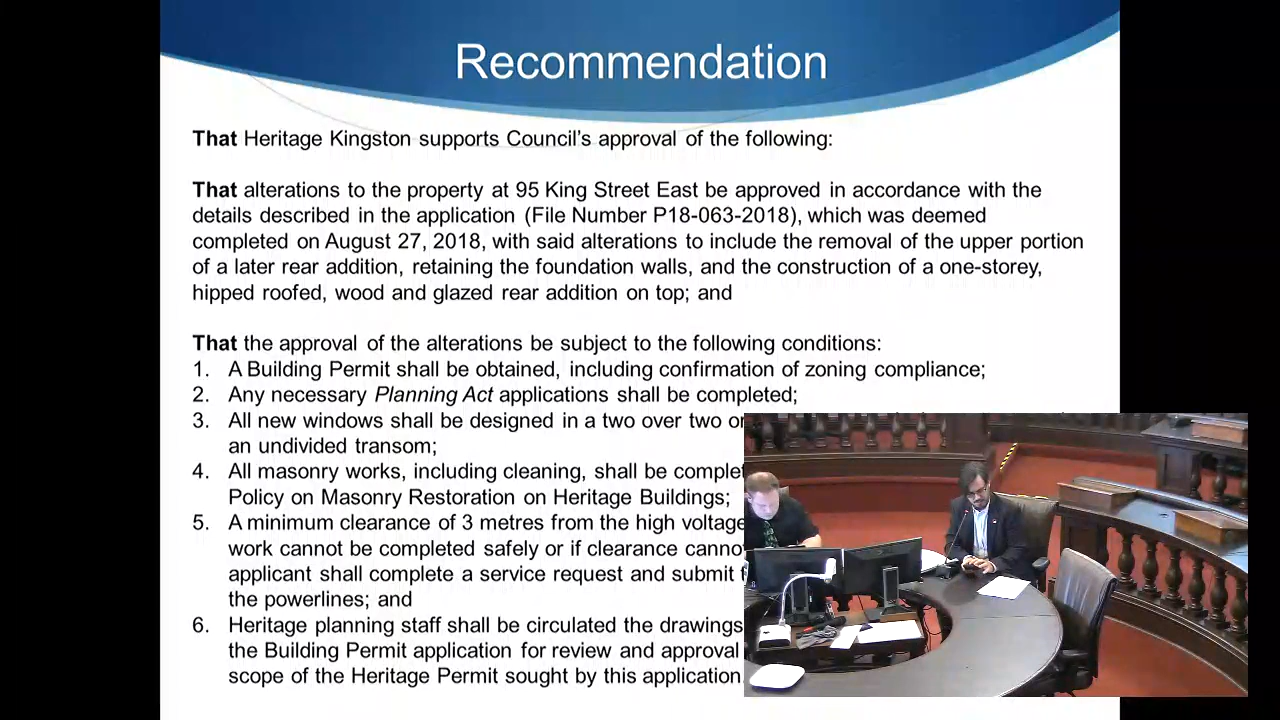 Recommendation
That Heritage Kingston supports Council's approval of the following:
That alterations to the property at 95 King Street East be approved in accordance with the
details described in the application (File Number P18-063-2018), which was deemed
completed on August 27, 2018, with said alterations to include the removal of the upper portion
of a later rear addition, retaining the foundation walls, and the construction of a one-storey,
hipped roofed, wood and glazed rear addition on top; and
That the approval of the alterations be subject to the following conditions:
1. A Building Permit shall be obtained, including confirmation of zoning compliance;
2. Any necessary Planning Act applications shall be completed;
3. All new windows shall be designed in a two over two
an undivided transom;
4. All masonry works, including cleaning, shall be
Policy on Masonry Restoration on Heritage Buildings;
5. A minimum clearance of 3 metres from the high voltage
work cannot be completed safely or if clearance
applicant shall complete a service request and submit
the powerlines; and
6. Heritage planning staff shall be circulated the drawings
the Building Permit application for review and approval
scope of the Heritage Permit sought by this application